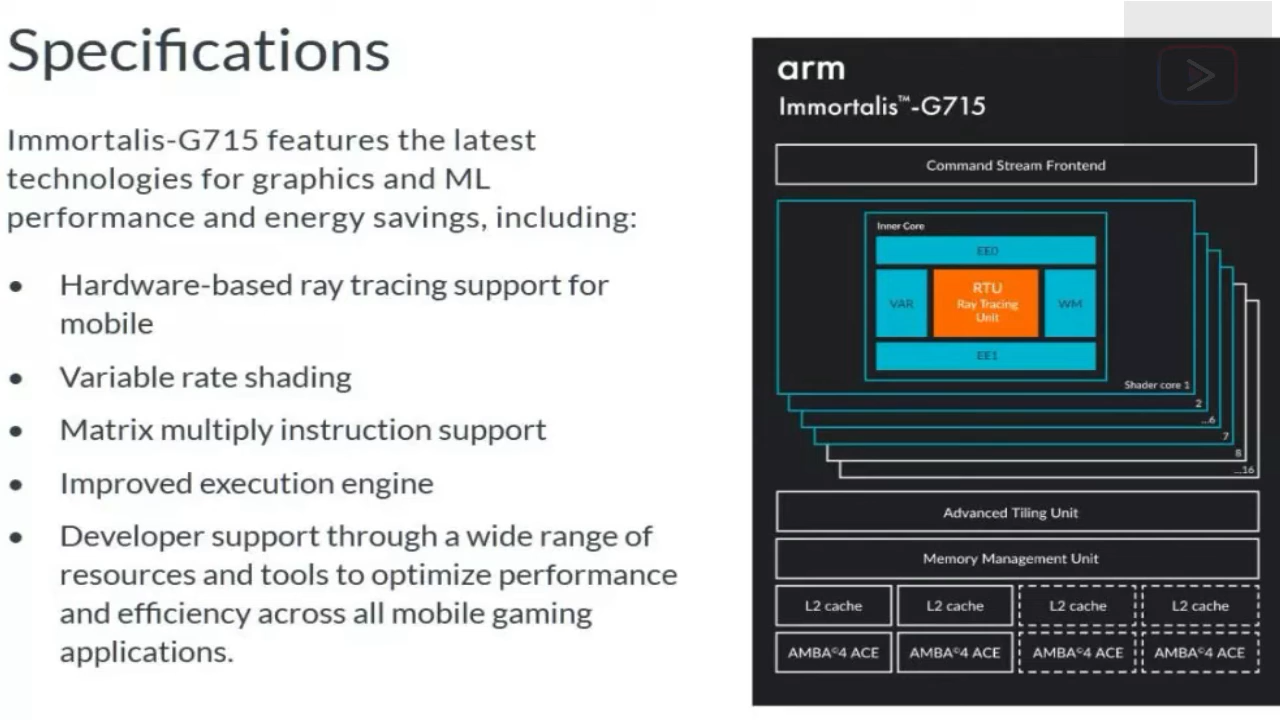 Specifications
Immortalis-G715 features the latest
technologies for graphics and ML
performance and energy savings, including:
• Hardware-based ray tracing support for
mobile
• Variable rate shading
• Matrix multiply instruction support
• Improved execution engine
• Developer support through a wide range of
resources and tools to optimize performance
and efficiency across all mobile gaming
applications.
arm
Immortalis™-G715
Command Stream Frontend
Inner Core
EE0
VAR
RTU
Ray Tracing
Unit
WM
EE1
Shader core 1
2
...6
7
8
...16
Advanced Tiling Unit
Memory Management Unit
L2 cache L2 cache L2 cache L2 cache
AMBA©4 ACE AMBA©4 ACE AMBA©4 ACE AMBA©4 ACE